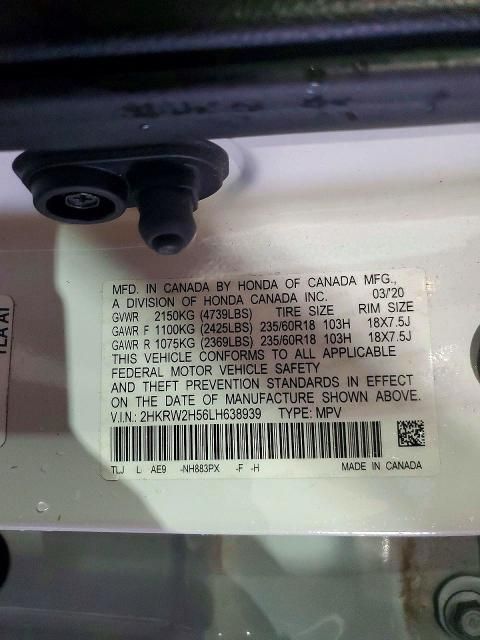 MFD. IN CANADA BY HONDA OF CANADA MFG.,
A DIVISION OF HONDA CANADA INC. 03/'20
GVWR 2150KG (4739LBS) TIRE SIZE RIM SIZE
GAWR F 1100KG (2425LBS) 235/60R18 103H 18X7.5J
GAWR R 1075KG (2369LBS) 235/60R18 103H 18X7.5J
THIS VEHICLE CONFORMS TO ALL APPLICABLE
FEDERAL MOTOR VEHICLE SAFETY
AND THEFT PREVENTION STANDARDS IN EFFECT
ON THE DATE OF MANUFACTURE SHOWN ABOVE.
V.I.N.: 2HKRW2H56LH638939 TYPE: MPV
TLJ L AE9 -NH883PX -F -H MADE IN CANADA